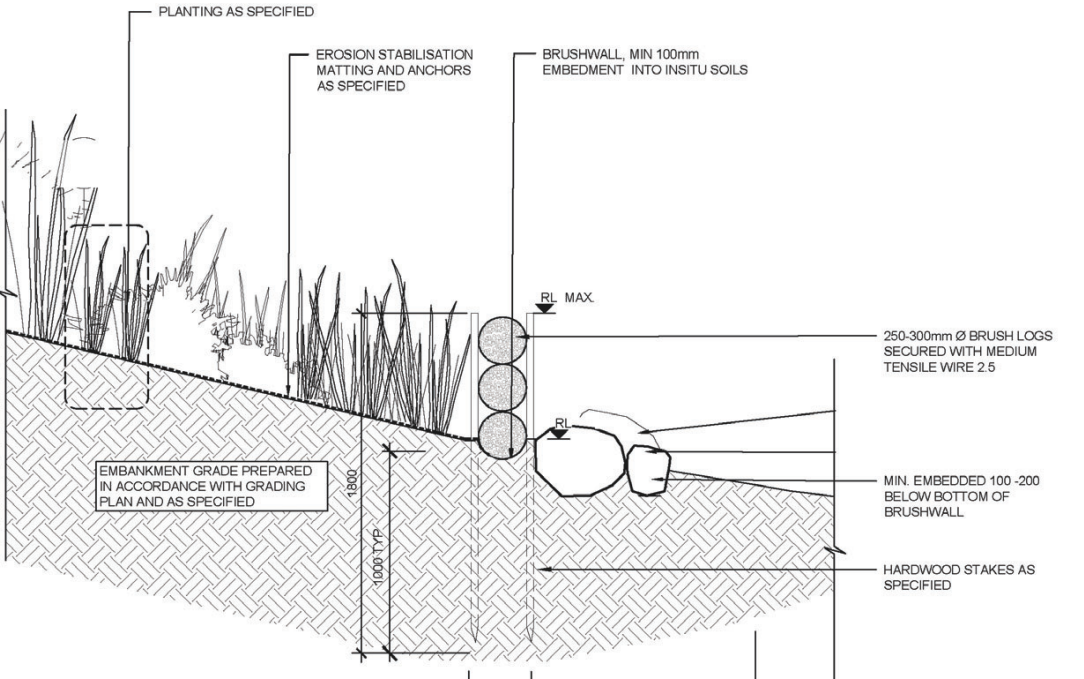 PLANTING AS SPECIFIED
EROSION STABILISATION
MATTING AND ANCHORS
AS SPECIFIED
BRUSHWALL, MIN 100mm
EMBEDMENT INTO INSITU SOILS
RL MAX.
250-300mm Ø BRUSH LOGS
SECURED WITH MEDIUM
TENSILE WIRE 2.5
RL
EMBANKMENT GRADE PREPARED
IN ACCORDANCE WITH GRADING
PLAN AND AS SPECIFIED
1800
1000 TYP
MIN. EMBEDDED 100 -200
BELOW BOTTOM OF
BRUSHWALL
HARDWOOD STAKES AS
SPECIFIED